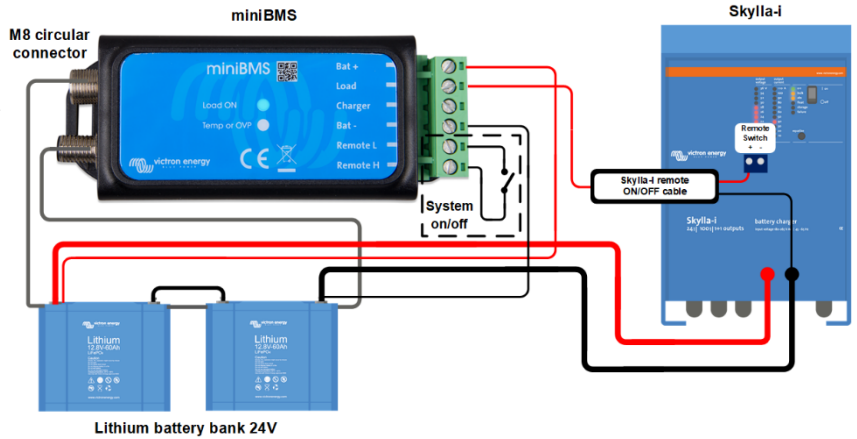 miniBMS
Skylla-i
M8 circular
connector
miniBMS
Bat +
Load
Charger
Bat -
Remote L
Remote H
Load ON
Temp or OVP
victron energy
BLUE POWER
CE
Remote
Switch
+ -
System
on/off
Skylla-i remote
ON/OFF cable
victron energy
Skylla-i
battery charger
victron energy
Lithium
12.8V-60Ah
LiFePO4
victron energy
Lithium
12.8V-60Ah
LiFePO4
Lithium battery bank 24V